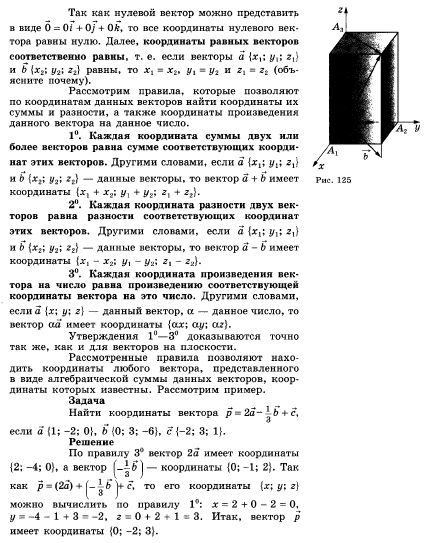 Так как нулевой вектор можно представить
в виде 0⃗ = 0i⃗ + 0j⃗ + 0k⃗, то все координаты нулевого век-
тора равны нулю. Далее, координаты равных векторов
соответственно равны, т. е. если векторы a⃗ {x₁; y₁; z₁}
и b⃗ {x₂; y₂; z₂} равны, то x₁ = x₂, y₁ = y₂ и z₁ = z₂ (объ-
ясните почему).
Рассмотрим правила, которые позволяют
по координатам данных векторов найти координаты их
суммы и разности, а также координаты произведения
данного вектора на данное число.
1⁰. Каждая координата суммы двух или
более векторов равна сумме соответствующих коорди-
нат этих векторов. Другими словами, если a⃗ {x₁; y₁; z₁}
и b⃗ {x₂; y₂; z₂} — данные векторы, то вектор a⃗ + b⃗ имеет
координаты {x₁ + x₂; y₁ + y₂; z₁ + z₂}.
2⁰. Каждая координата разности двух век-
торов равна разности соответствующих координат
этих векторов. Другими словами, если a⃗ {x₁; y₁; z₁}
и b⃗ {x₂; y₂; z₂} — данные векторы, то вектор a⃗ − b⃗ имеет
координаты {x₁ − x₂; y₁ − y₂; z₁ − z₂}.
3⁰. Каждая координата произведения век-
тора на число равна произведению соответствующей
координаты вектора на это число. Другими словами,
если a⃗ {x; y; z} — данный вектор, α — данное число, то
вектор αa⃗ имеет координаты {αx; αy; αz}.
Утверждения 1⁰—3⁰ доказываются точно
так же, как и для векторов на плоскости.
Рассмотренные правила позволяют нахо-
дить координаты любого вектора, представленного
в виде алгебраической суммы данных векторов, коор-
динаты которых известны. Рассмотрим пример.
Задача
Найти координаты вектора p⃗ = 2a⃗ − 1/3 b⃗ + c⃗,
если a⃗ {1; −2; 0}, b⃗ {0; 3; −6}, c⃗ {−2; 3; 1}.
Решение
По правилу 3⁰ вектор 2a⃗ имеет координаты
{2; −4; 0}, а вектор (−1/3 b⃗) — координаты {0; −1; 2}. Так
как p⃗ = (2a⃗) + (−1/3 b⃗) + c⃗, то его координаты {x; y; z}
можно вычислить по правилу 1⁰: x = 2 + 0 − 2 = 0,
y = −4 − 1 + 3 = −2, z = 0 + 2 + 1 = 3. Итак, вектор p⃗
имеет координаты {0; −2; 3}.
z
A₃
A₂
y
A₁
b⃗
x
Рис. 125